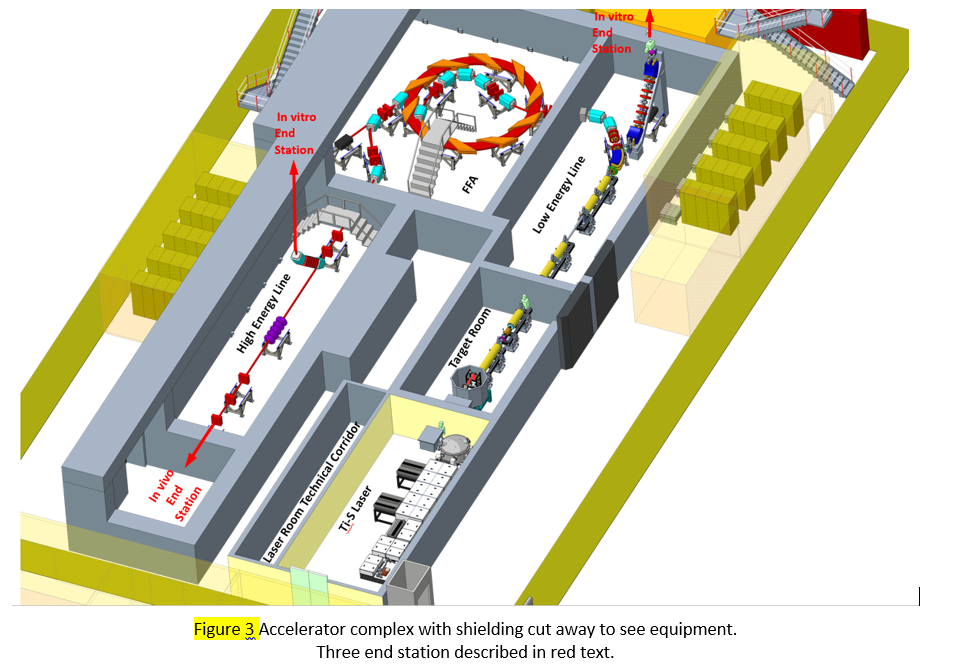 In vitro
End
Station
In vitro
End
Station
FFA
Low Energy Line
High Energy Line
Target Room
In vivo
End
Station
Laser Room Technical Corridor
Ti-S Laser
Figure 3 Accelerator complex with shielding cut away to see equipment.
Three end station described in red text.